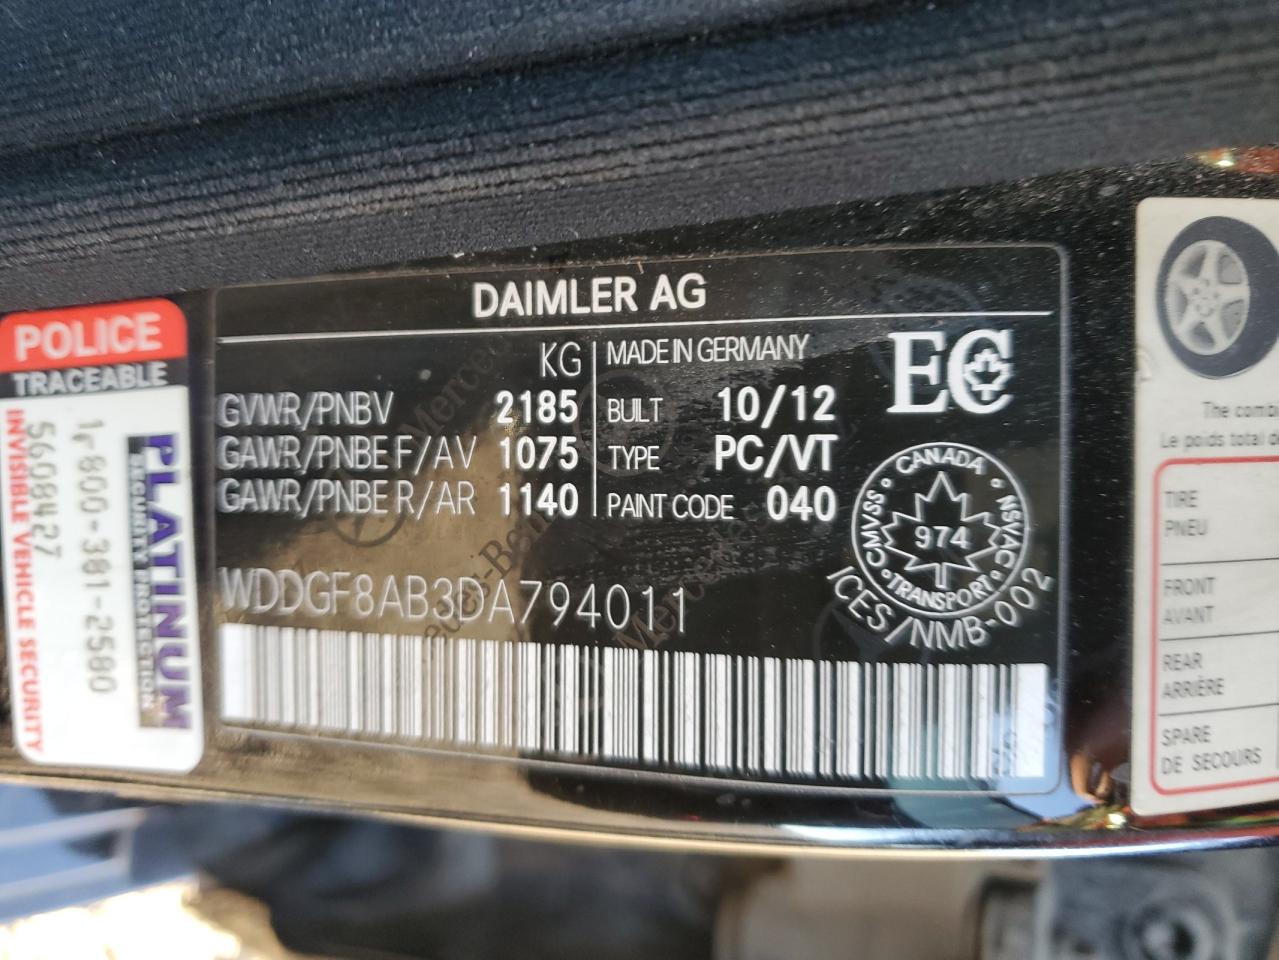 DAIMLER AG
KG
GVWR/PNBV 2185
GAWR/PNBE F/AV 1075
GAWR/PNBE R/AR 1140
MADE IN GERMANY
BUILT 10/12
TYPE PC/VT
PAINT CODE 040
EC
CANADA
CMVSS
NSVAC
974
TRANSPORT
ICES/NMB-002
WDDGF8AB3DA794011
POLICE
TRACEABLE
PLATINUM
SECURITY PROTECTION
1-800-381-2580
5608427
INVISIBLE VEHICLE SECURITY
The comb
Le poids total d
TIRE
PNEU
FRONT
AVANT
REAR
ARRIÈRE
SPARE
DE SECOURS